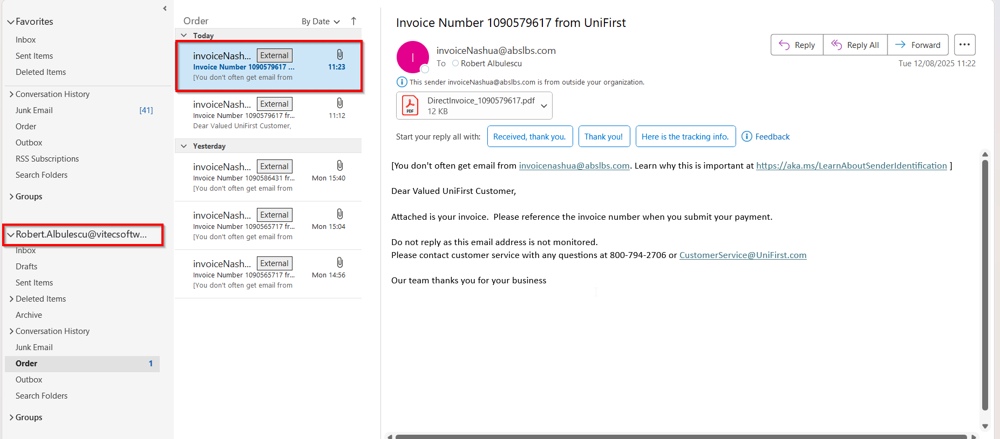 Favorites
Inbox
Sent Items
Deleted Items
Conversation History
Junk Email [41]
Order
Outbox
RSS Subscriptions
Search Folders
Groups
Robert.Albulescu@vitecsoftw...
Inbox
Drafts
Sent Items
Deleted Items
Archive
Conversation History
Junk Email
Order 1
Outbox
Search Folders
Groups
Order By Date
Today
invoiceNash... External
Invoice Number 1090579617 ... 11:23
[You don't often get email from
invoiceNash... External
Invoice Number 1090579617 fr... 11:12
Dear Valued UniFirst Customer,
Yesterday
invoiceNash... External
Invoice Number 1090586431 fr... Mon 15:40
[You don't often get email from
invoiceNash... External
Invoice Number 1090565717 fr... Mon 15:04
[You don't often get email from
invoiceNash... External
Invoice Number 1090565717 fr... Mon 14:56
[You don't often get email from
Invoice Number 1090579617 from UniFirst
I
invoiceNashua@abslbs.com
To Robert Albulescu
Reply Reply All Forward
Tue 12/08/2025 11:22
This sender invoiceNashua@abslbs.com is from outside your organization.
PDF
DirectInvoice_1090579617.pdf
12 KB
Start your reply all with: Received, thank you. Thank you! Here is the tracking info. Feedback
[You don't often get email from invoicenashua@abslbs.com. Learn why this is important at https://aka.ms/LearnAboutSenderIdentification ]
Dear Valued UniFirst Customer,
Attached is your invoice.  Please reference the invoice number when you submit your payment.
Do not reply as this email address is not monitored.
Please contact customer service with any questions at 800-794-2706 or CustomerService@UniFirst.com
Our team thanks you for your business